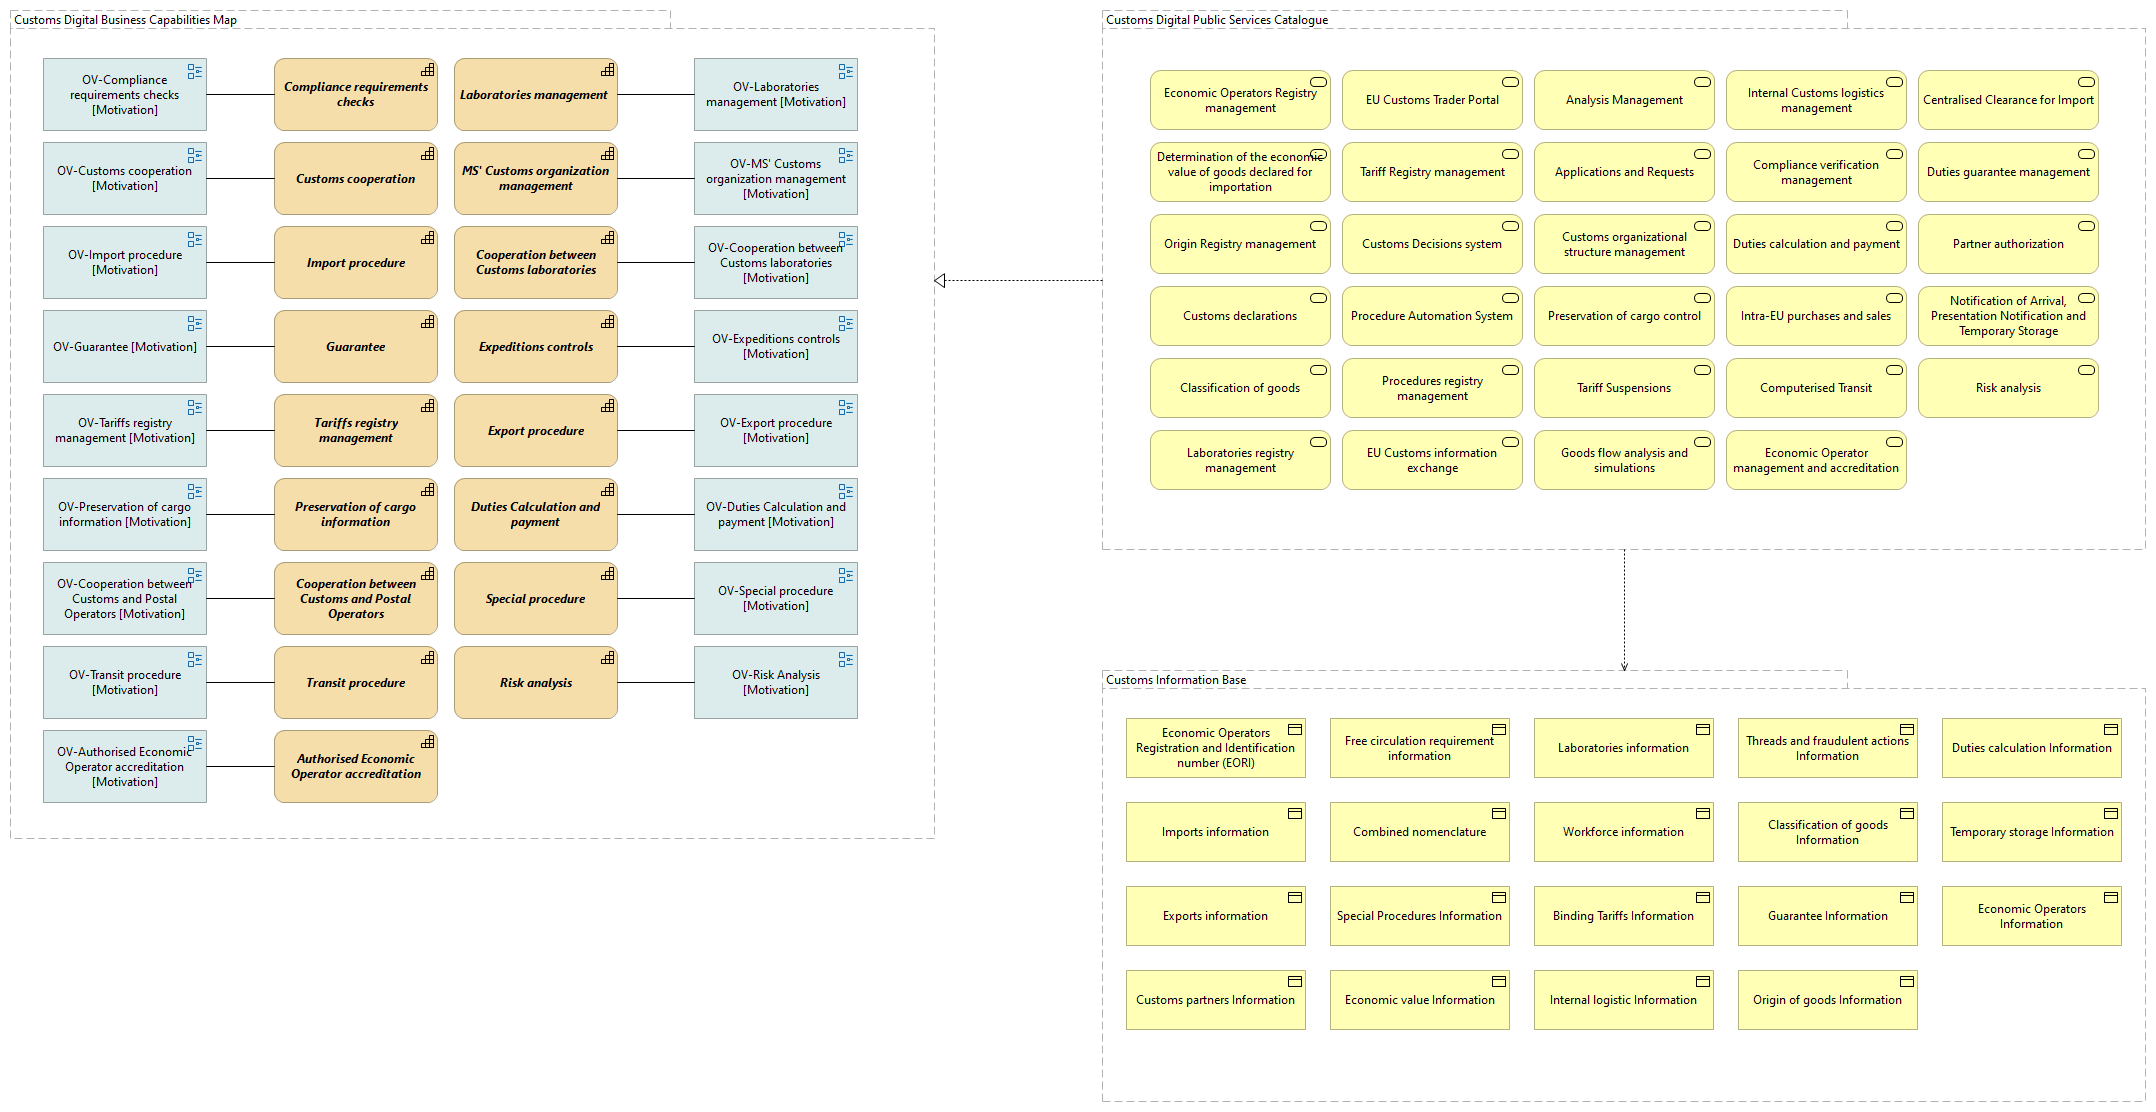 Customs Digital Business Capabilities Map
OV-Compliance
requirements checks
[Motivation]
Compliance requirements
checks
Laboratories management
OV-Laboratories
management [Motivation]
OV-Customs cooperation
[Motivation]
Customs cooperation
MS' Customs organization
management
OV-MS' Customs
organization management
[Motivation]
OV-Import procedure
[Motivation]
Import procedure
Cooperation between
Customs laboratories
OV-Cooperation between
Customs laboratories
[Motivation]
OV-Guarantee [Motivation]
Guarantee
Expeditions controls
OV-Expeditions controls
[Motivation]
OV-Tariffs registry
management [Motivation]
Tariffs registry
management
Export procedure
OV-Export procedure
[Motivation]
OV-Preservation of cargo
information [Motivation]
Preservation of cargo
information
Duties Calculation and
payment
OV-Duties Calculation and
payment [Motivation]
OV-Cooperation between
Customs and Postal
Operators [Motivation]
Cooperation between
Customs and Postal
Operators
Special procedure
OV-Special procedure
[Motivation]
OV-Transit procedure
[Motivation]
Transit procedure
Risk analysis
OV-Risk Analysis
[Motivation]
OV-Authorised Economic
Operator accreditation
[Motivation]
Authorised Economic
Operator accreditation
Customs Digital Public Services Catalogue
Economic Operators Registry
management
EU Customs Trader Portal
Analysis Management
Internal Customs logistics
management
Centralised Clearance for Import
Determination of the economic
value of goods declared for
importation
Tariff Registry management
Applications and Requests
Compliance verification
management
Duties guarantee management
Origin Registry management
Customs Decisions system
Customs organizational
structure management
Duties calculation and payment
Partner authorization
Customs declarations
Procedure Automation System
Preservation of cargo control
Intra-EU purchases and sales
Notification of Arrival,
Presentation Notification and
Temporary Storage
Classification of goods
Procedures registry
management
Tariff Suspensions
Computerised Transit
Risk analysis
Laboratories registry
management
EU Customs information
exchange
Goods flow analysis and
simulations
Economic Operator
management and accreditation
Customs Information Base
Economic Operators
Registration and Identification
number (EORI)
Free circulation requirement
information
Laboratories information
Threads and fraudulent actions
Information
Duties calculation Information
Imports information
Combined nomenclature
Workforce information
Classification of goods
Information
Temporary storage Information
Exports information
Special Procedures Information
Binding Tariffs Information
Guarantee Information
Economic Operators
Information
Customs partners Information
Economic value Information
Internal logistic Information
Origin of goods Information